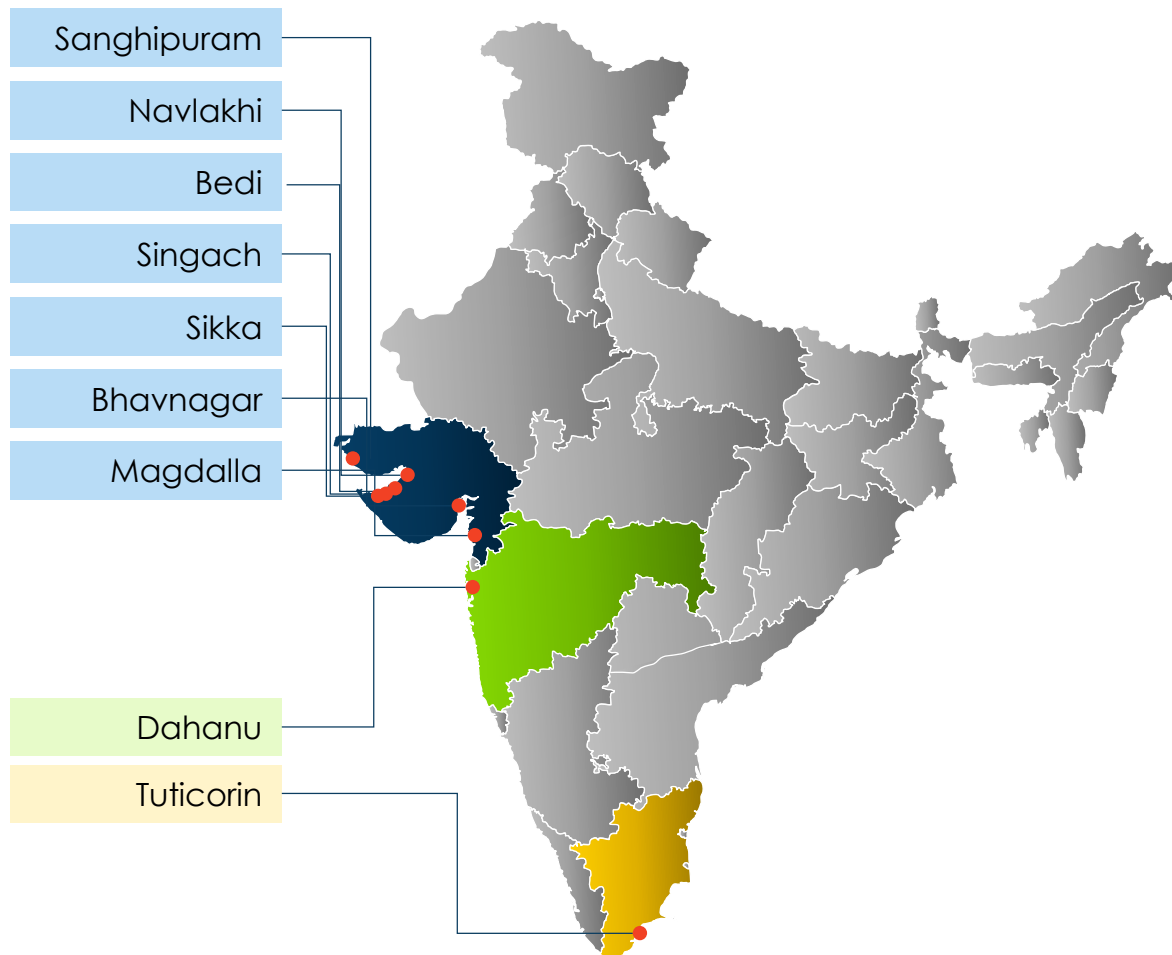 Sanghipuram
Navlakhi
Bedi
Singach
Sikka
Bhavnagar
Magdalla
Dahanu
Tuticorin